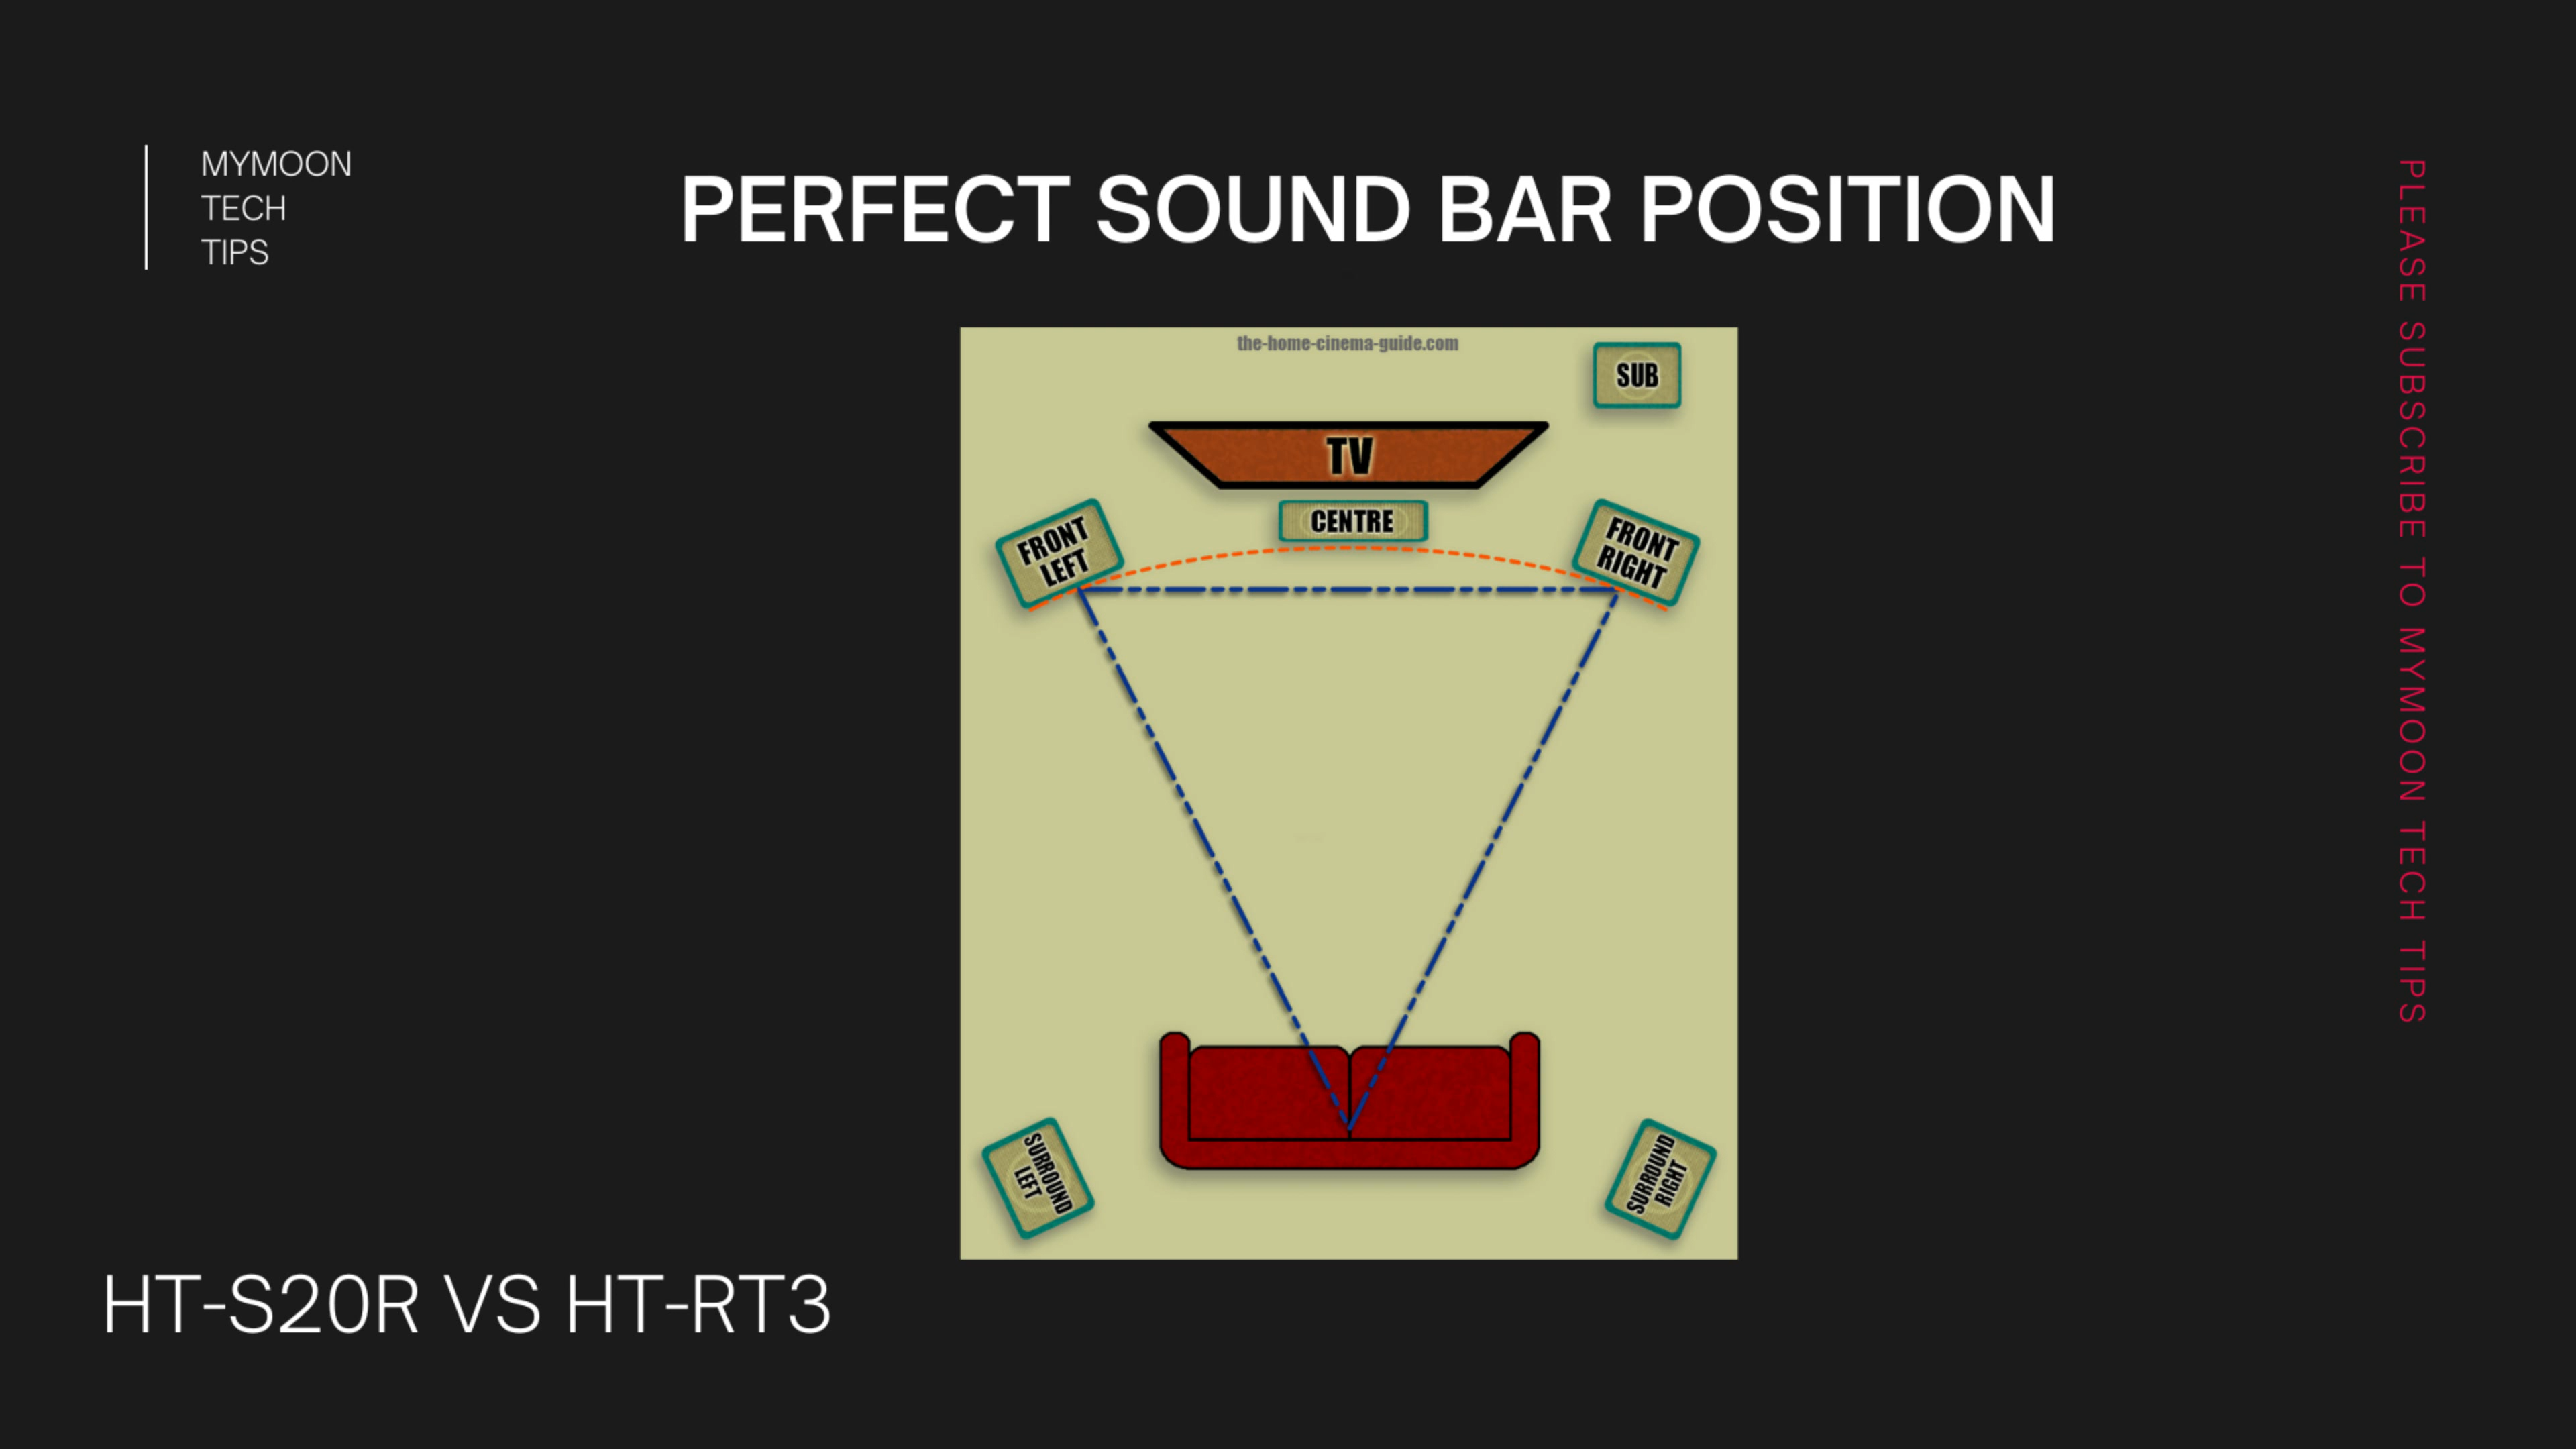 MYMOON
TECH
TIPS
PERFECT SOUND BAR POSITION
PLEASE SUBSCRIBE TO MYMOON TECH TIPS
the-home-cinema-guide.com
SUB
TV
CENTRE
FRONT
LEFT
FRONT
RIGHT
SURROUND
LEFT
SURROUND
RIGHT
HT-S20R VS HT-RT3